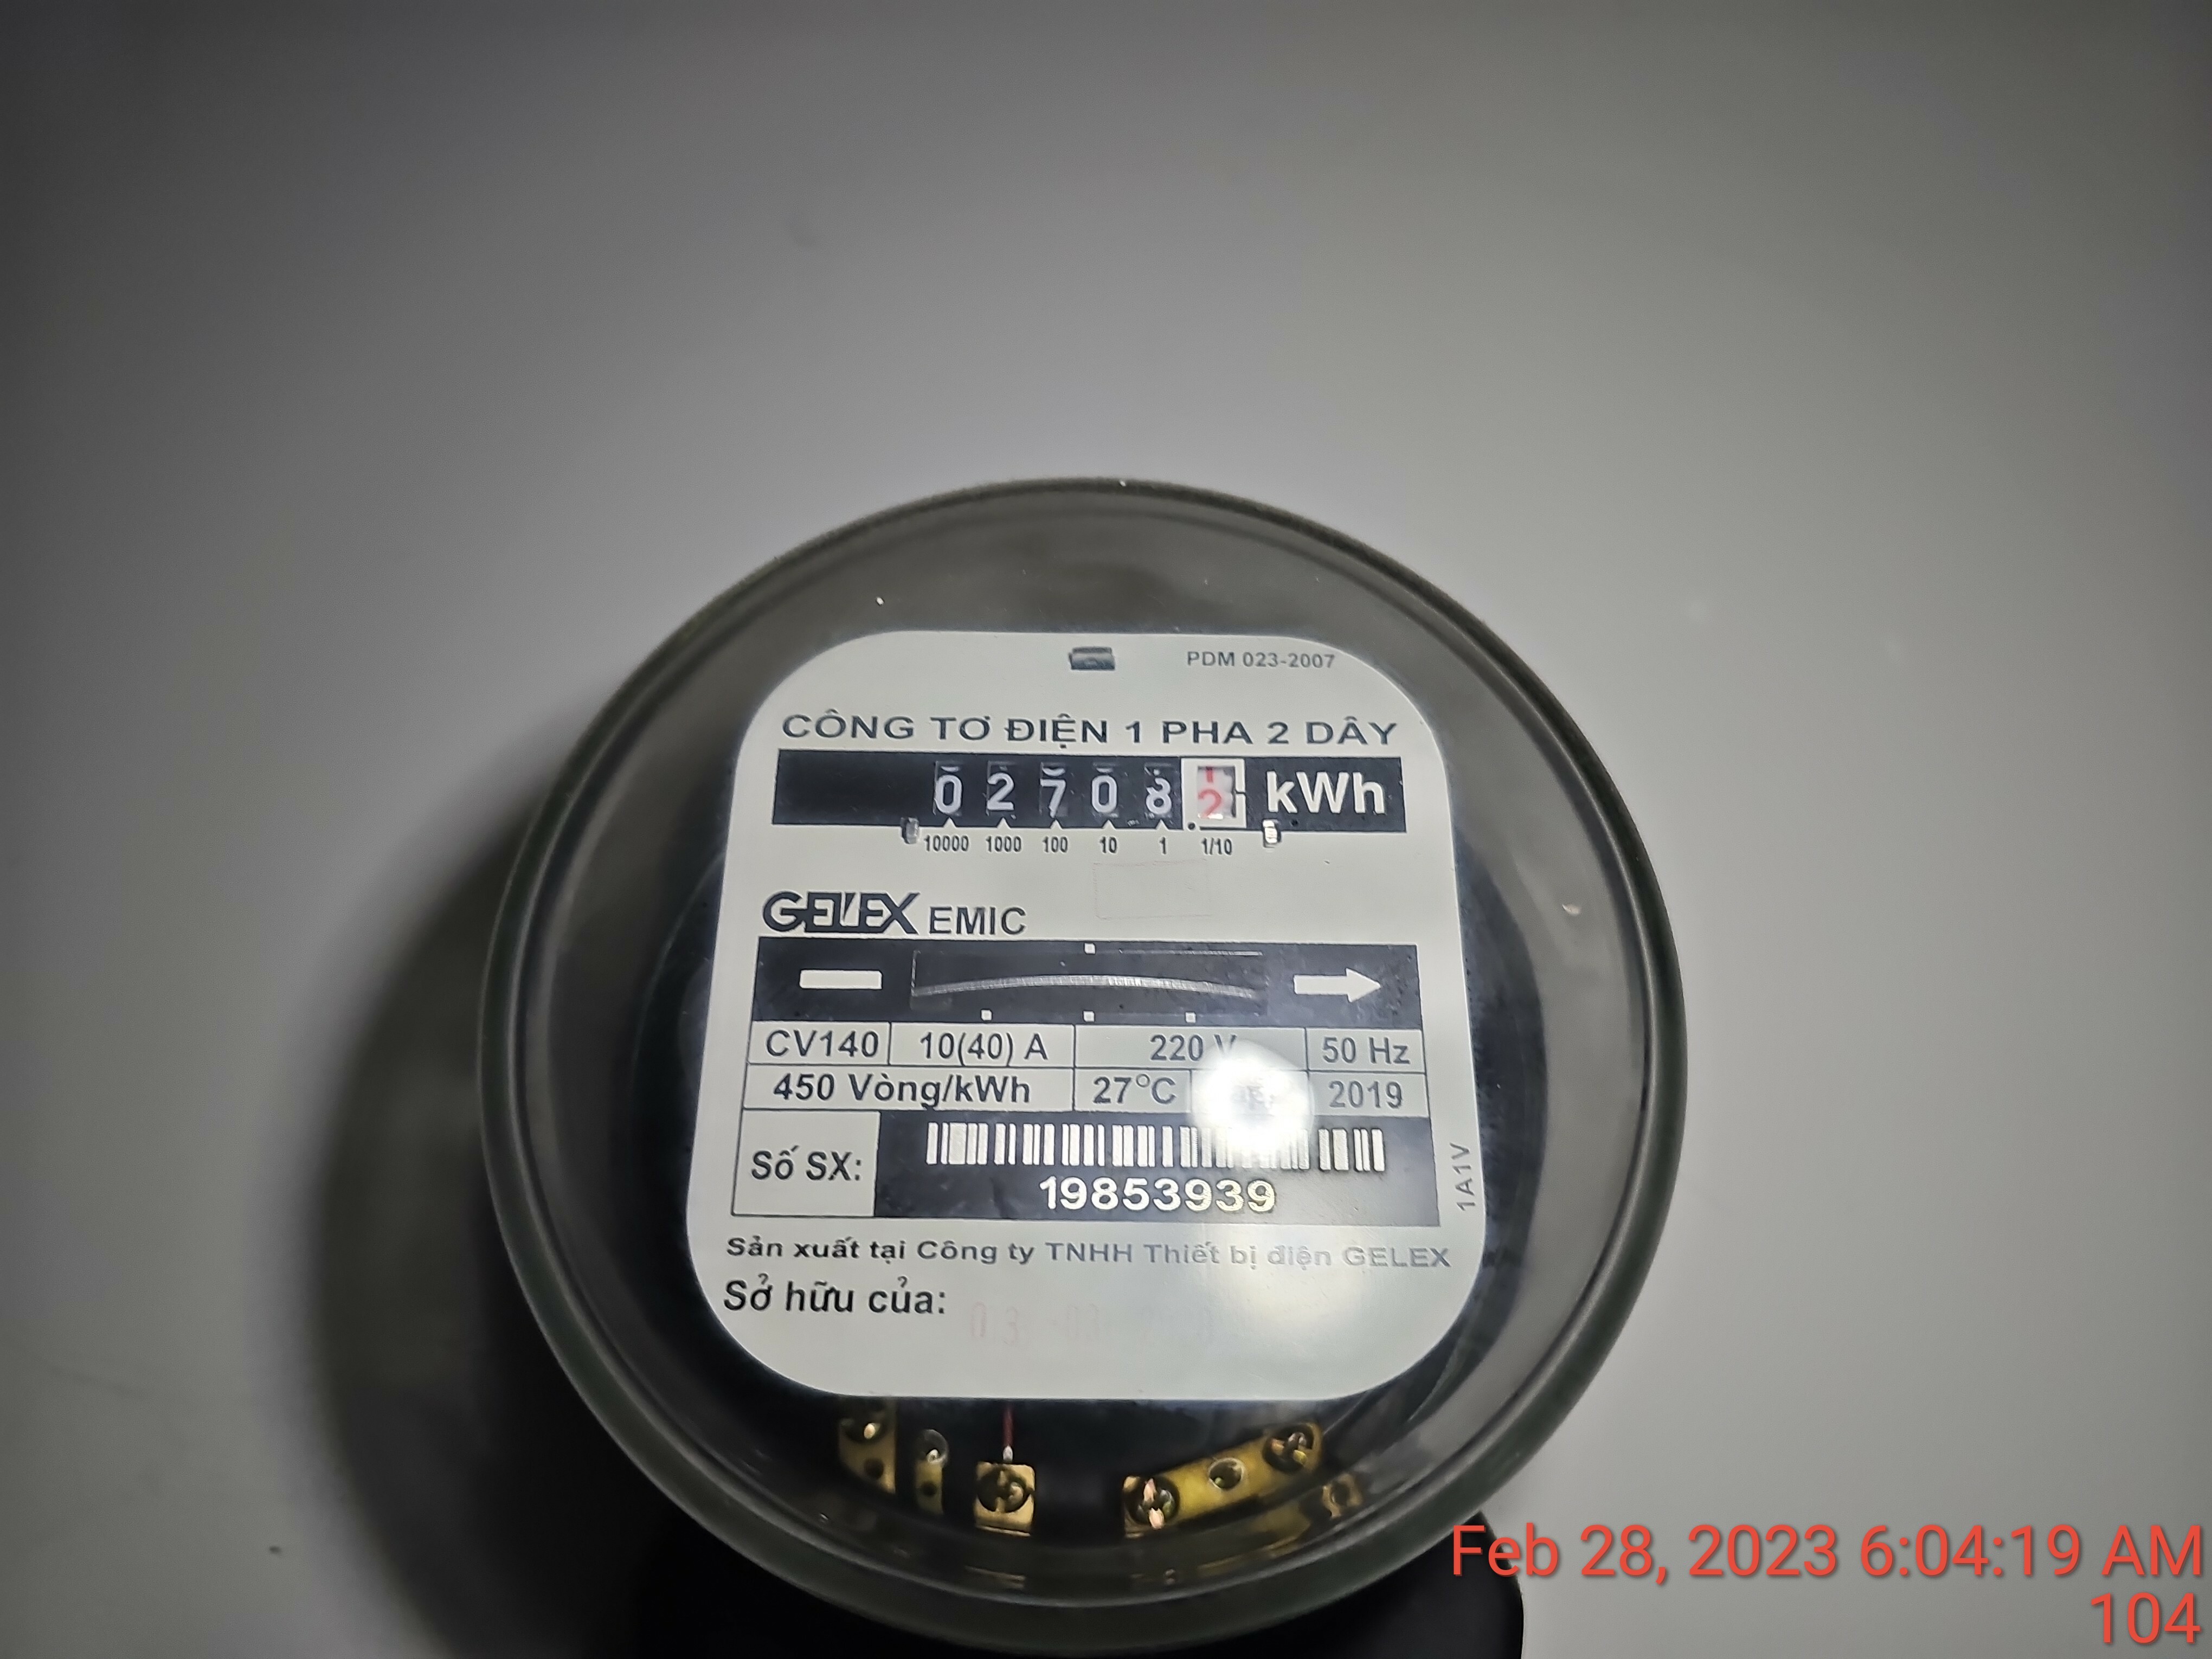 PDM 023-2007
CÔNG TƠ ĐIỆN 1 PHA 2 DÂY
0 2 7 0 8 2 kWh
10000 1000 100 10 1 1/10
GELEX EMIC
CV140 10(40) A 220 V 50 Hz
450 Vòng/kWh 27°C 2019
Số SX:
19853939
1A1V
Sản xuất tại Công ty TNHH Thiết bị điện GELEX
Sở hữu của:
Feb 28, 2023 6:04:19 AM
104